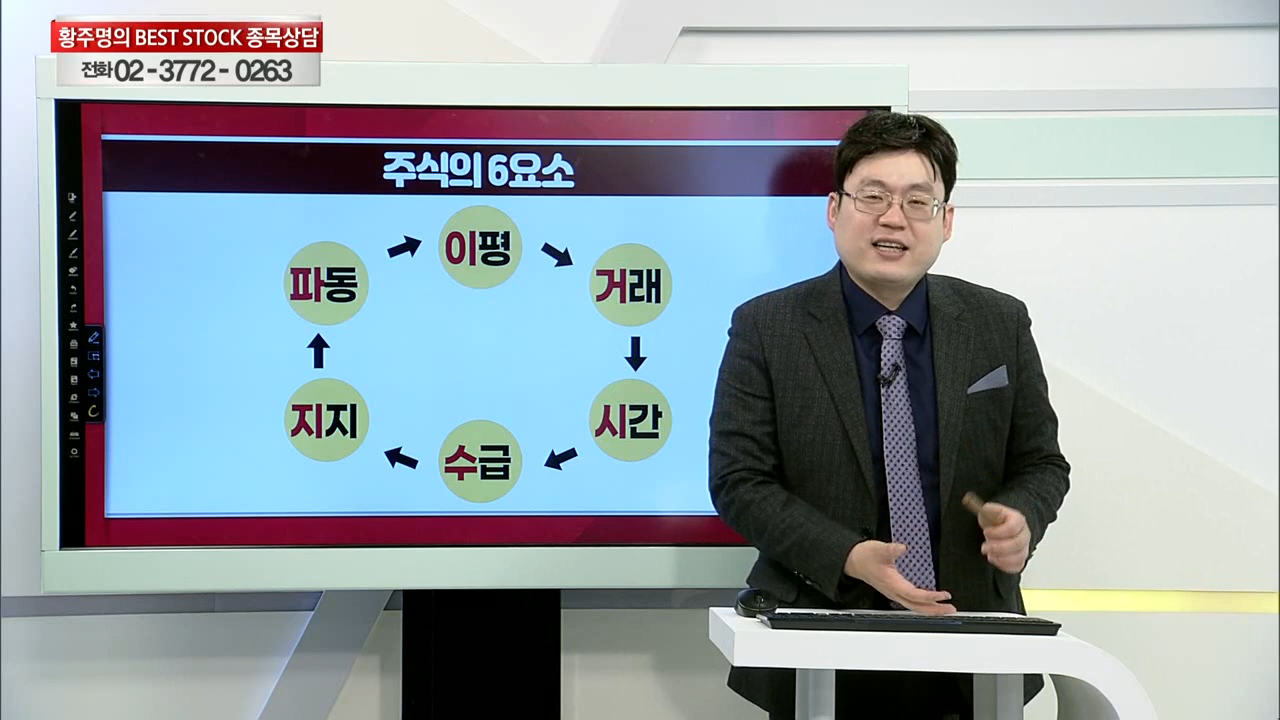 황주명의 BEST STOCK 종목상담
전화 02 - 3772 - 0263
주식의 6요소
파동
이평
거래
시간
수급
지지